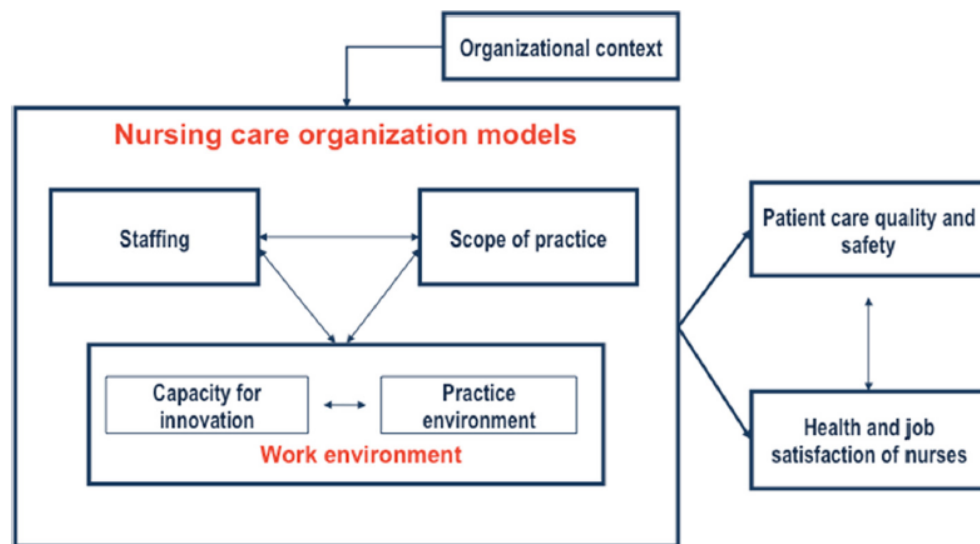 Organizational context
Nursing care organization models
Staffing
Scope of practice
Patient care quality and
safety
Capacity for
innovation
Practice
environment
Work environment
Health and job
satisfaction of nurses